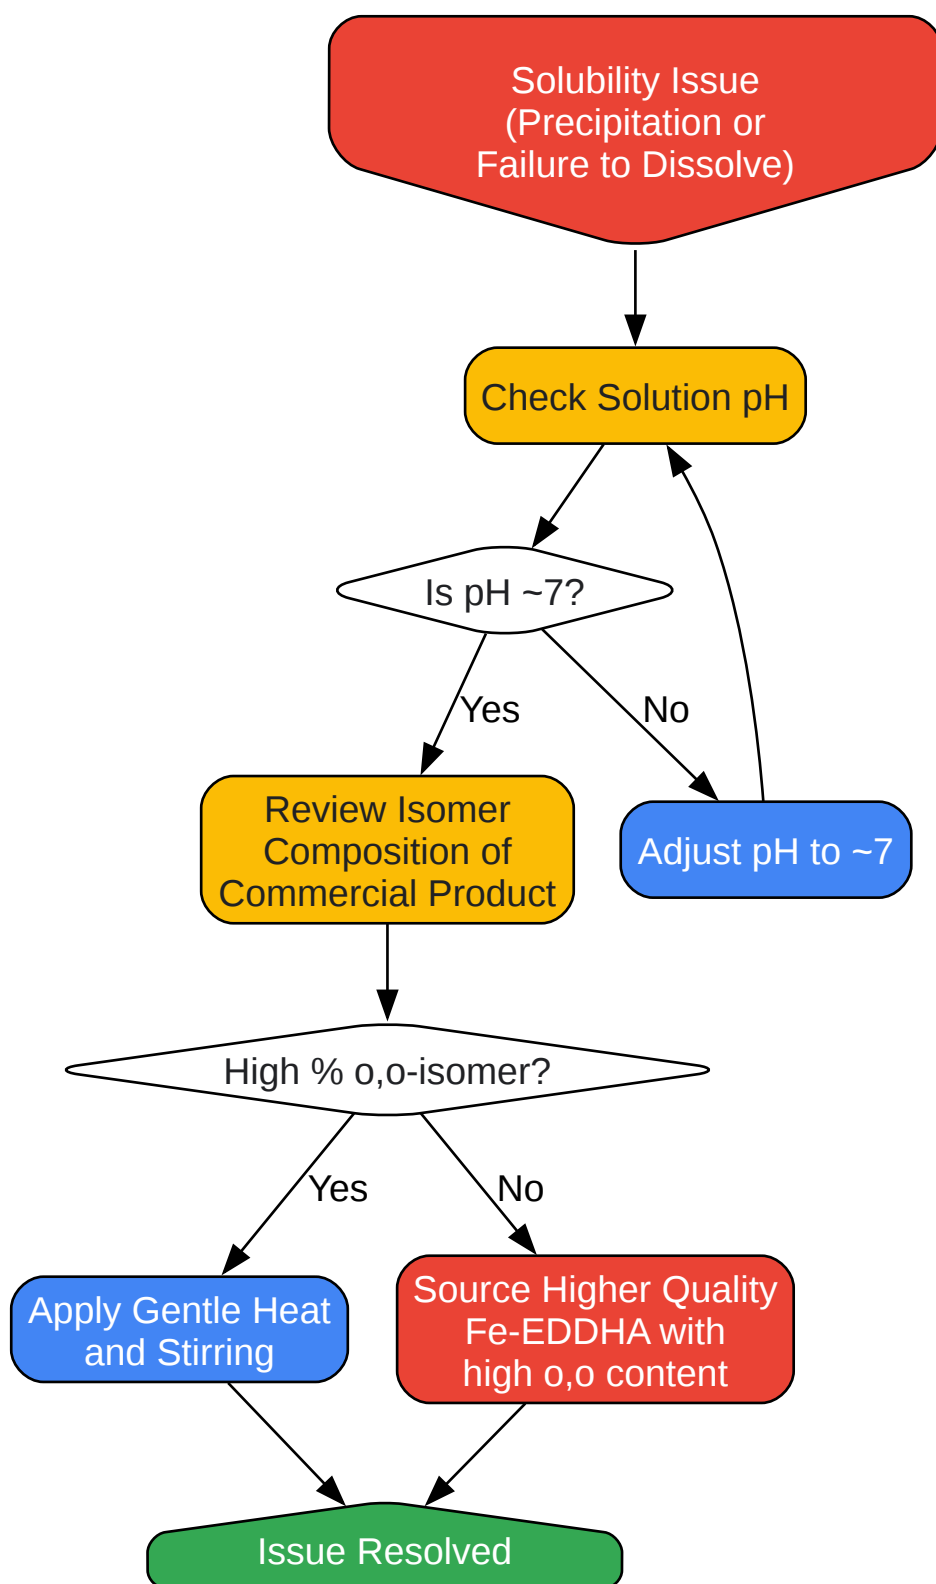 Solubility Issue
(Precipitation or
Failure to Dissolve)
Check Solution pH
Is pH ~7?
Yes
No
Review Isomer
Composition of
Commercial Product
Adjust pH to ~7
High % o,o-isomer?
Yes
No
Apply Gentle Heat
and Stirring
Source Higher Quality
Fe-EDDHA with
high o,o content
Issue Resolved